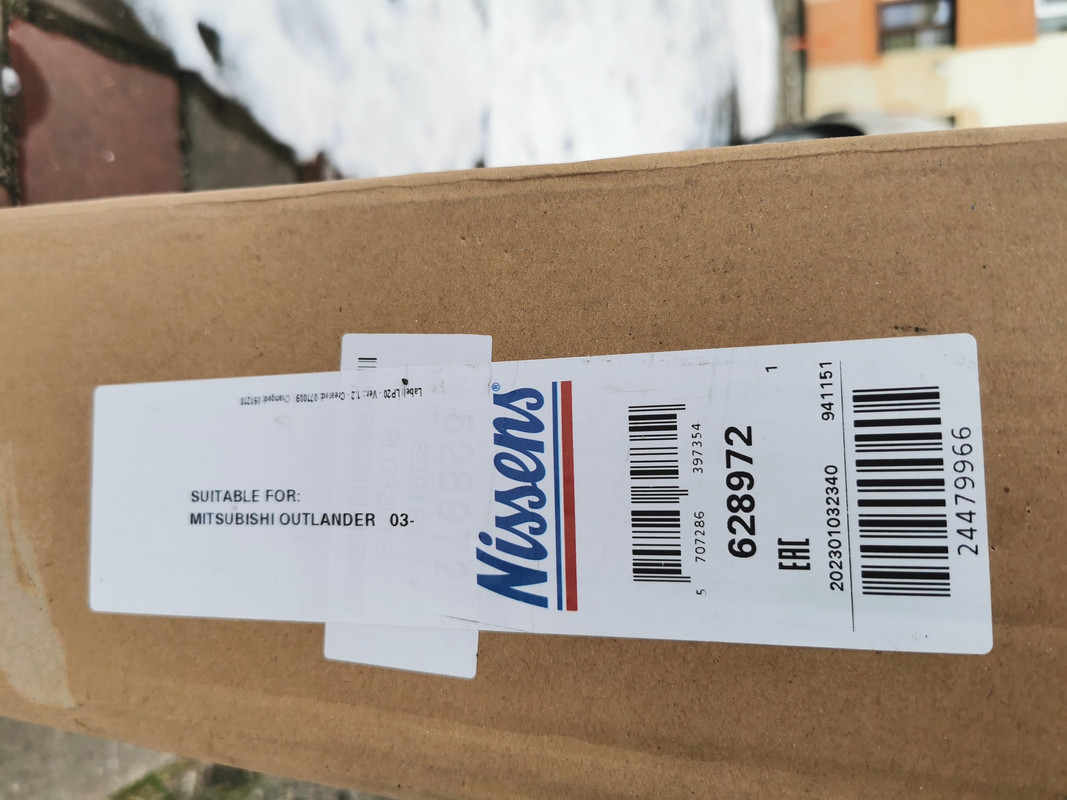 Label: LP20 - Ver.: 1.2 - Created: 071009 - Changed: 051218
SUITABLE FOR:
MITSUBISHI OUTLANDER 03-
Nissens®
5 707286 397354
628972
1
EAC
202301032340
941151
24479966